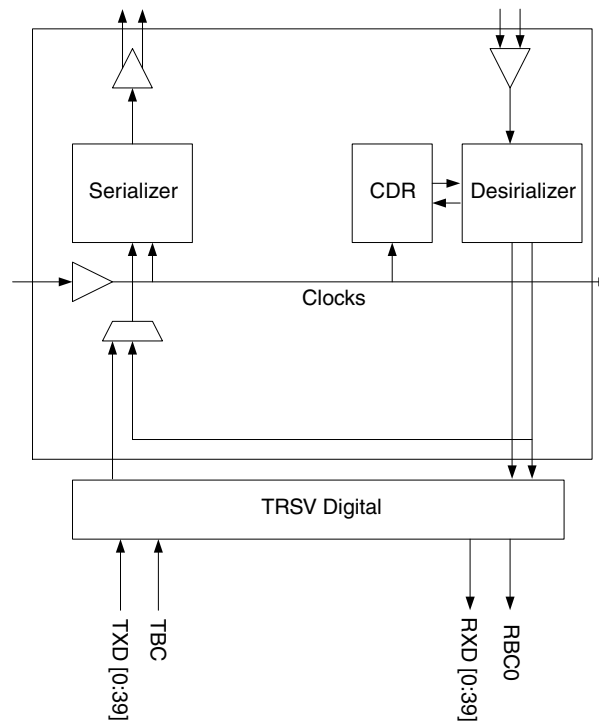 Serializer
CDR
Desirializer
Clocks
TRSV Digital
TXD [0:39]
TBC
RXD [0:39]
RBC0